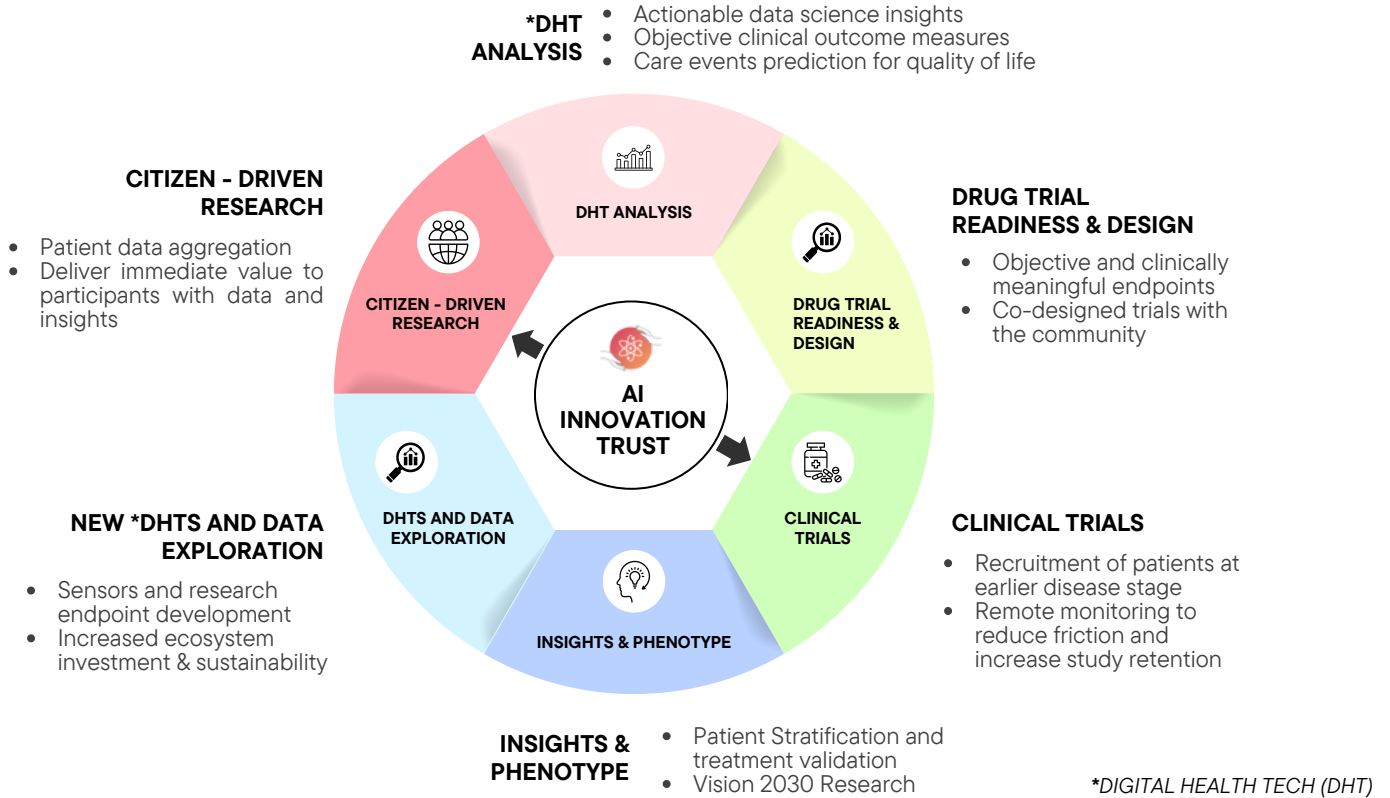 *DHT
ANALYSIS
• Actionable data science insights
• Objective clinical outcome measures
• Care events prediction for quality of life
CITIZEN - DRIVEN
RESEARCH
• Patient data aggregation
• Deliver immediate value to
participants with data and
insights
DRUG TRIAL
READINESS & DESIGN
• Objective and clinically
meaningful endpoints
• Co-designed trials with
the community
DHT ANALYSIS
CITIZEN - DRIVEN
RESEARCH
DRUG TRIAL
READINESS &
DESIGN
AI
INNOVATION
TRUST
DHTS AND DATA
EXPLORATION
CLINICAL
TRIALS
INSIGHTS & PHENOTYPE
NEW *DHTS AND DATA
EXPLORATION
• Sensors and research
endpoint development
• Increased ecosystem
investment & sustainability
CLINICAL TRIALS
• Recruitment of patients at
earlier disease stage
• Remote monitoring to
reduce friction and
increase study retention
INSIGHTS &
PHENOTYPE
• Patient Stratification and
treatment validation
• Vision 2030 Research
*DIGITAL HEALTH TECH (DHT)